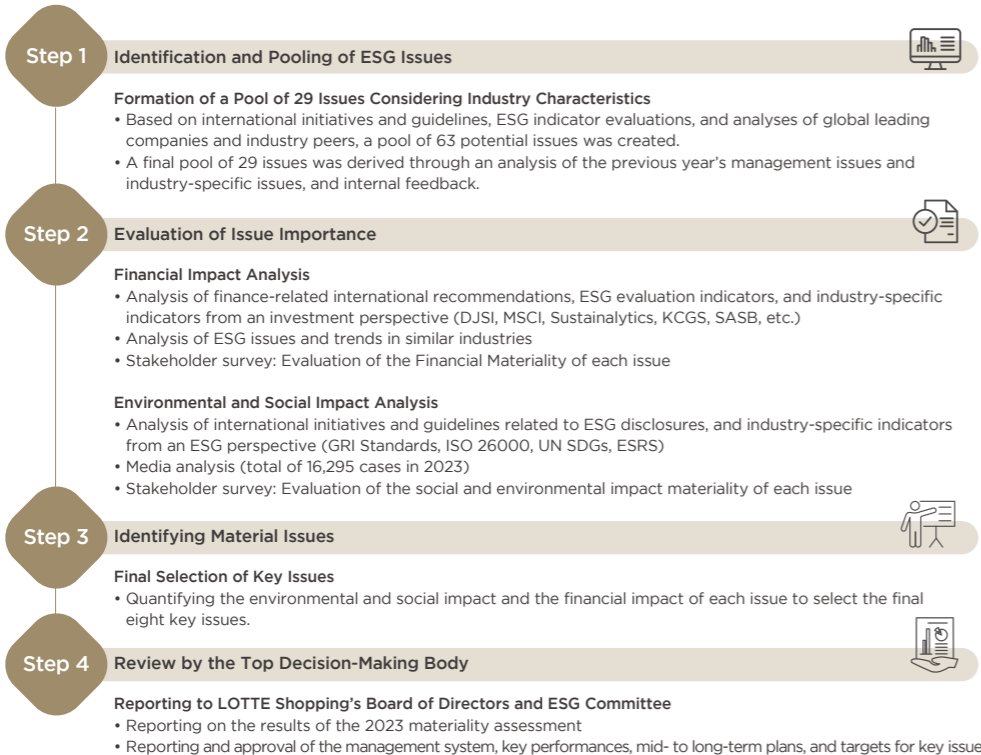 Step 1
Identification and Pooling of ESG Issues
Formation of a Pool of 29 Issues Considering Industry Characteristics
• Based on international initiatives and guidelines, ESG indicator evaluations, and analyses of global leading
companies and industry peers, a pool of 63 potential issues was created.
• A final pool of 29 issues was derived through an analysis of the previous year's management issues and
industry-specific issues, and internal feedback.
Step 2
Evaluation of Issue Importance
Financial Impact Analysis
• Analysis of finance-related international recommendations, ESG evaluation indicators, and industry-specific
indicators from an investment perspective (DJSI, MSCI, Sustainalytics, KCGS, SASB, etc.)
• Analysis of ESG issues and trends in similar industries
• Stakeholder survey: Evaluation of the Financial Materiality of each issue
Environmental and Social Impact Analysis
• Analysis of international initiatives and guidelines related to ESG disclosures, and industry-specific indicators
from an ESG perspective (GRI Standards, ISO 26000, UN SDGs, ESRS)
• Media analysis (total of 16,295 cases in 2023)
• Stakeholder survey: Evaluation of the social and environmental impact materiality of each issue
Step 3
Identifying Material Issues
Final Selection of Key Issues
• Quantifying the environmental and social impact and the financial impact of each issue to select the final
eight key issues.
Step 4
Review by the Top Decision-Making Body
Reporting to LOTTE Shopping's Board of Directors and ESG Committee
• Reporting on the results of the 2023 materiality assessment
• Reporting and approval of the management system, key performances, mid- to long-term plans, and targets for key issue